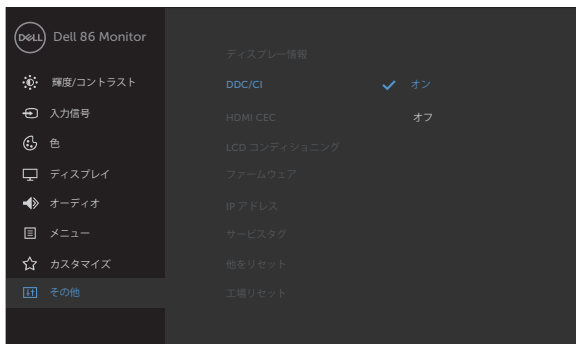 DELL Dell 86 Monitor
ディスプレー情報
輝度/コントラスト
DDC/CI オン
入力信号
HDMI CEC オフ
色
LCD コンディショニング
ディスプレイ
ファームウェア
オーディオ
IP アドレス
メニュー
サービスタグ
カスタマイズ
他をリセット
その他
工場リセット